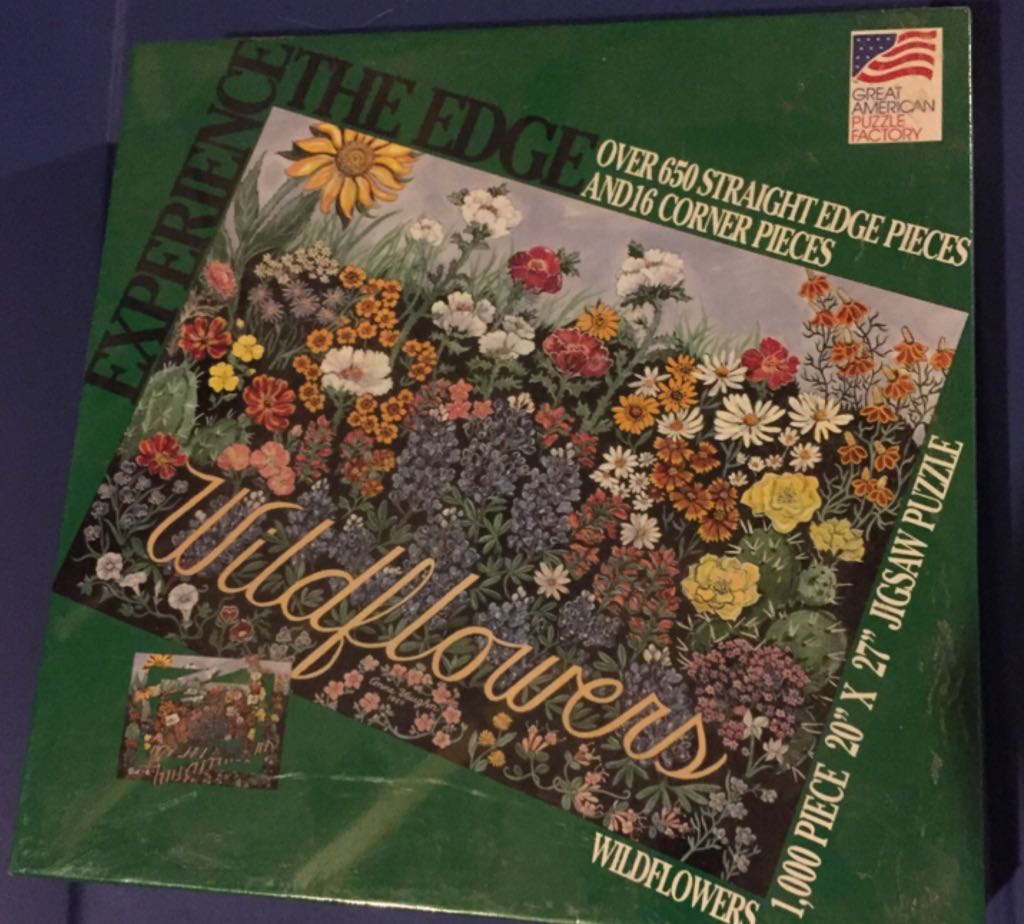 EXPERIENCE
THE EDGE
OVER 650 STRAIGHT EDGE PIECES
AND 16 CORNER PIECES
GREAT
AMERICAN
PUZZLE
FACTORY
Wildflowers
WILDFLOWERS
1,000 PIECE 20" X 27" JIGSAW PUZZLE